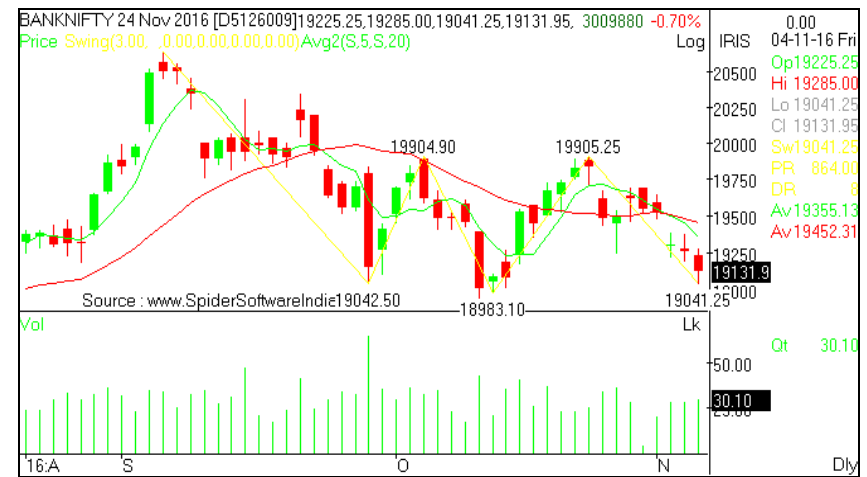 BANKNIFTY 24 Nov 2016 [D5126009]19225.25,19285.00,19041.25,19131.95, 3009880 -0.70%
0.00
Price Swing(3.00, ,0.00,0.00,0.00,0.00)Avg2(S,5,S,20)
Log
IRIS
04-11-16 Fri
Op19225.25
Hi 19285.00
Lo 19041.25
Cl 19131.95
Sw19041.25
PR 864.00
DR 8
Av19355.13
Av19452.31
20500
20250
20000
19750
19500
19250
19131.9
19904.90
19905.25
Source : www.SpiderSoftwareIndia
19042.50
18983.10
19041.25
Vol
Lk
Qt 30.10
50.00
30.10
16:A
S
O
N
Dly